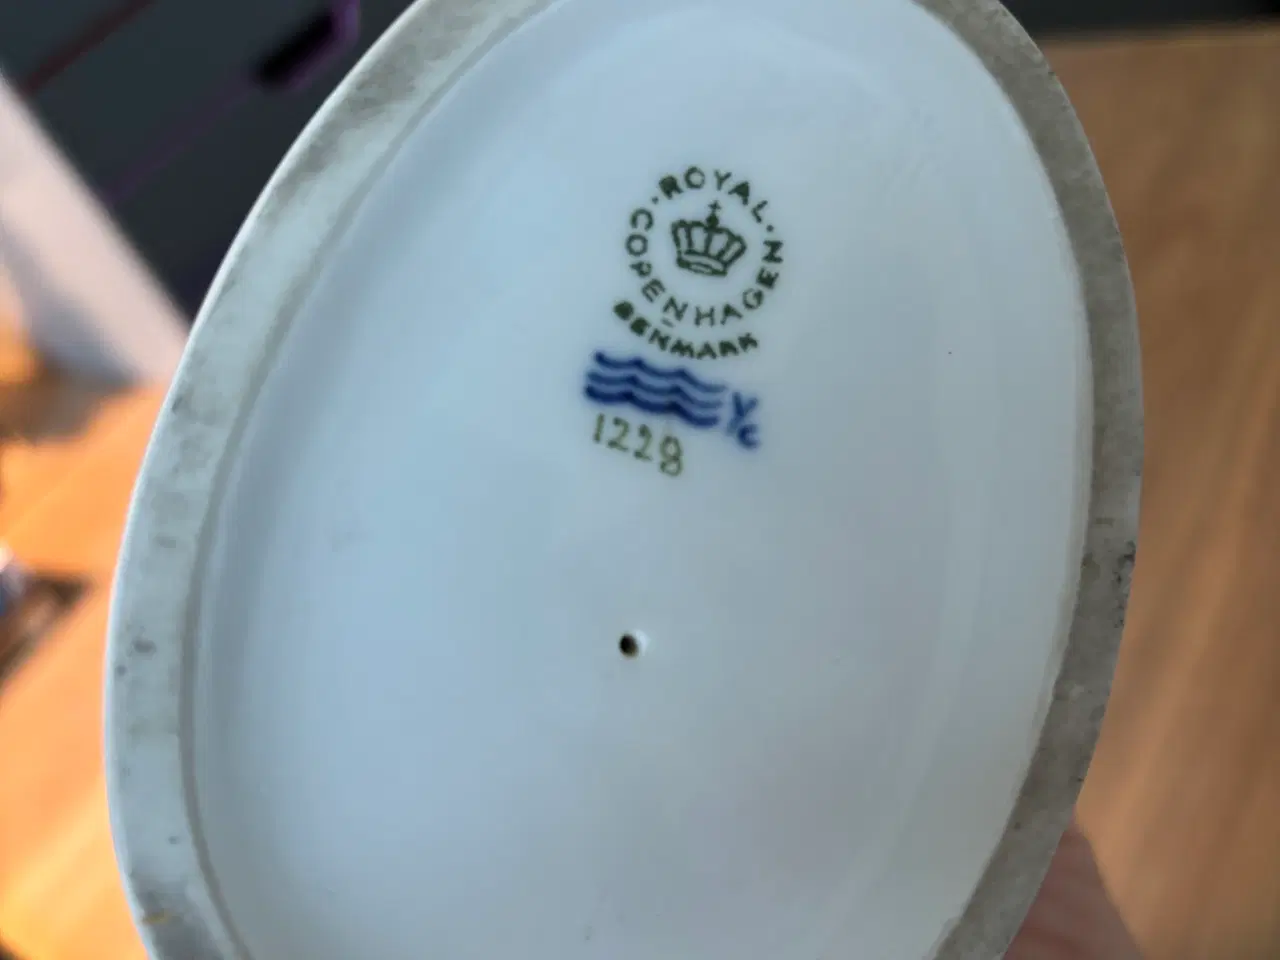 ROYAL
COPENHAGEN
DENMARK
Y/c
1228